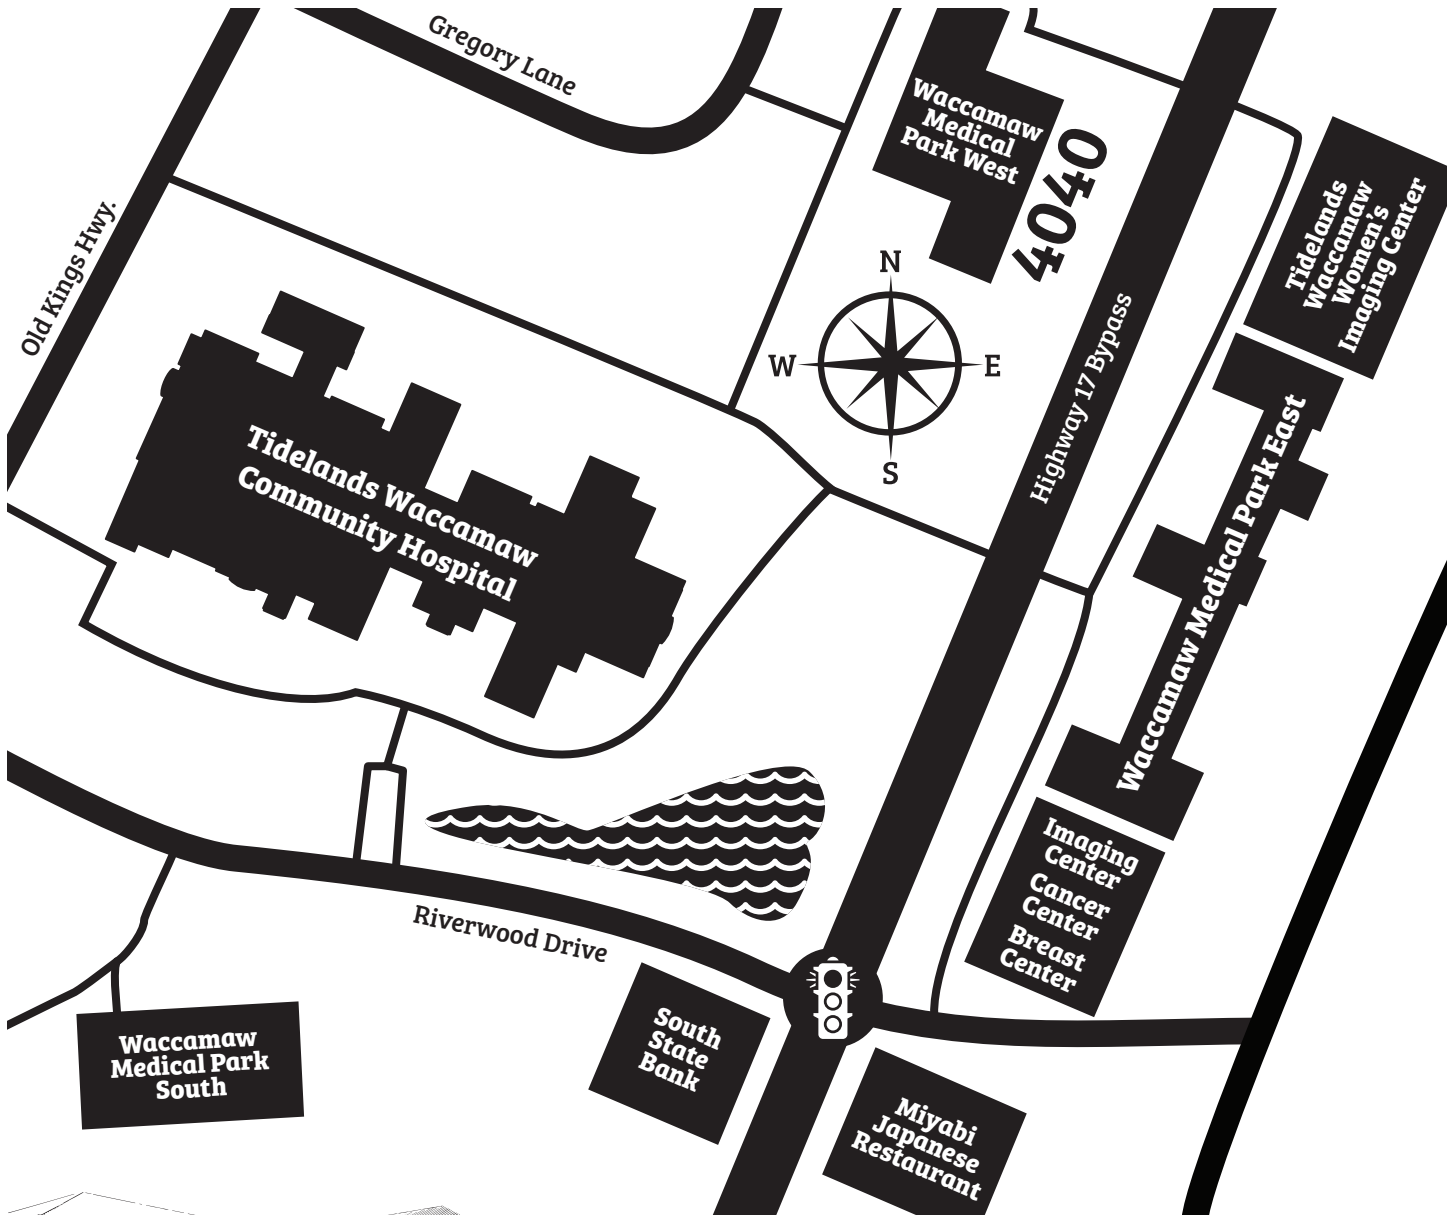 Gregory Lane
Old Kings Hwy.
Waccamaw
Medical
Park West
4040
Tidelands
Waccamaw
Women's
Imaging Center
N
W
E
S
Highway 17 Bypass
Tidelands Waccamaw
Community Hospital
Waccamaw Medical Park East
Imaging
Center
Cancer
Center
Breast
Center
Riverwood Drive
Waccamaw
Medical Park
South
South
State
Bank
Miyabi
Japanese
Restaurant